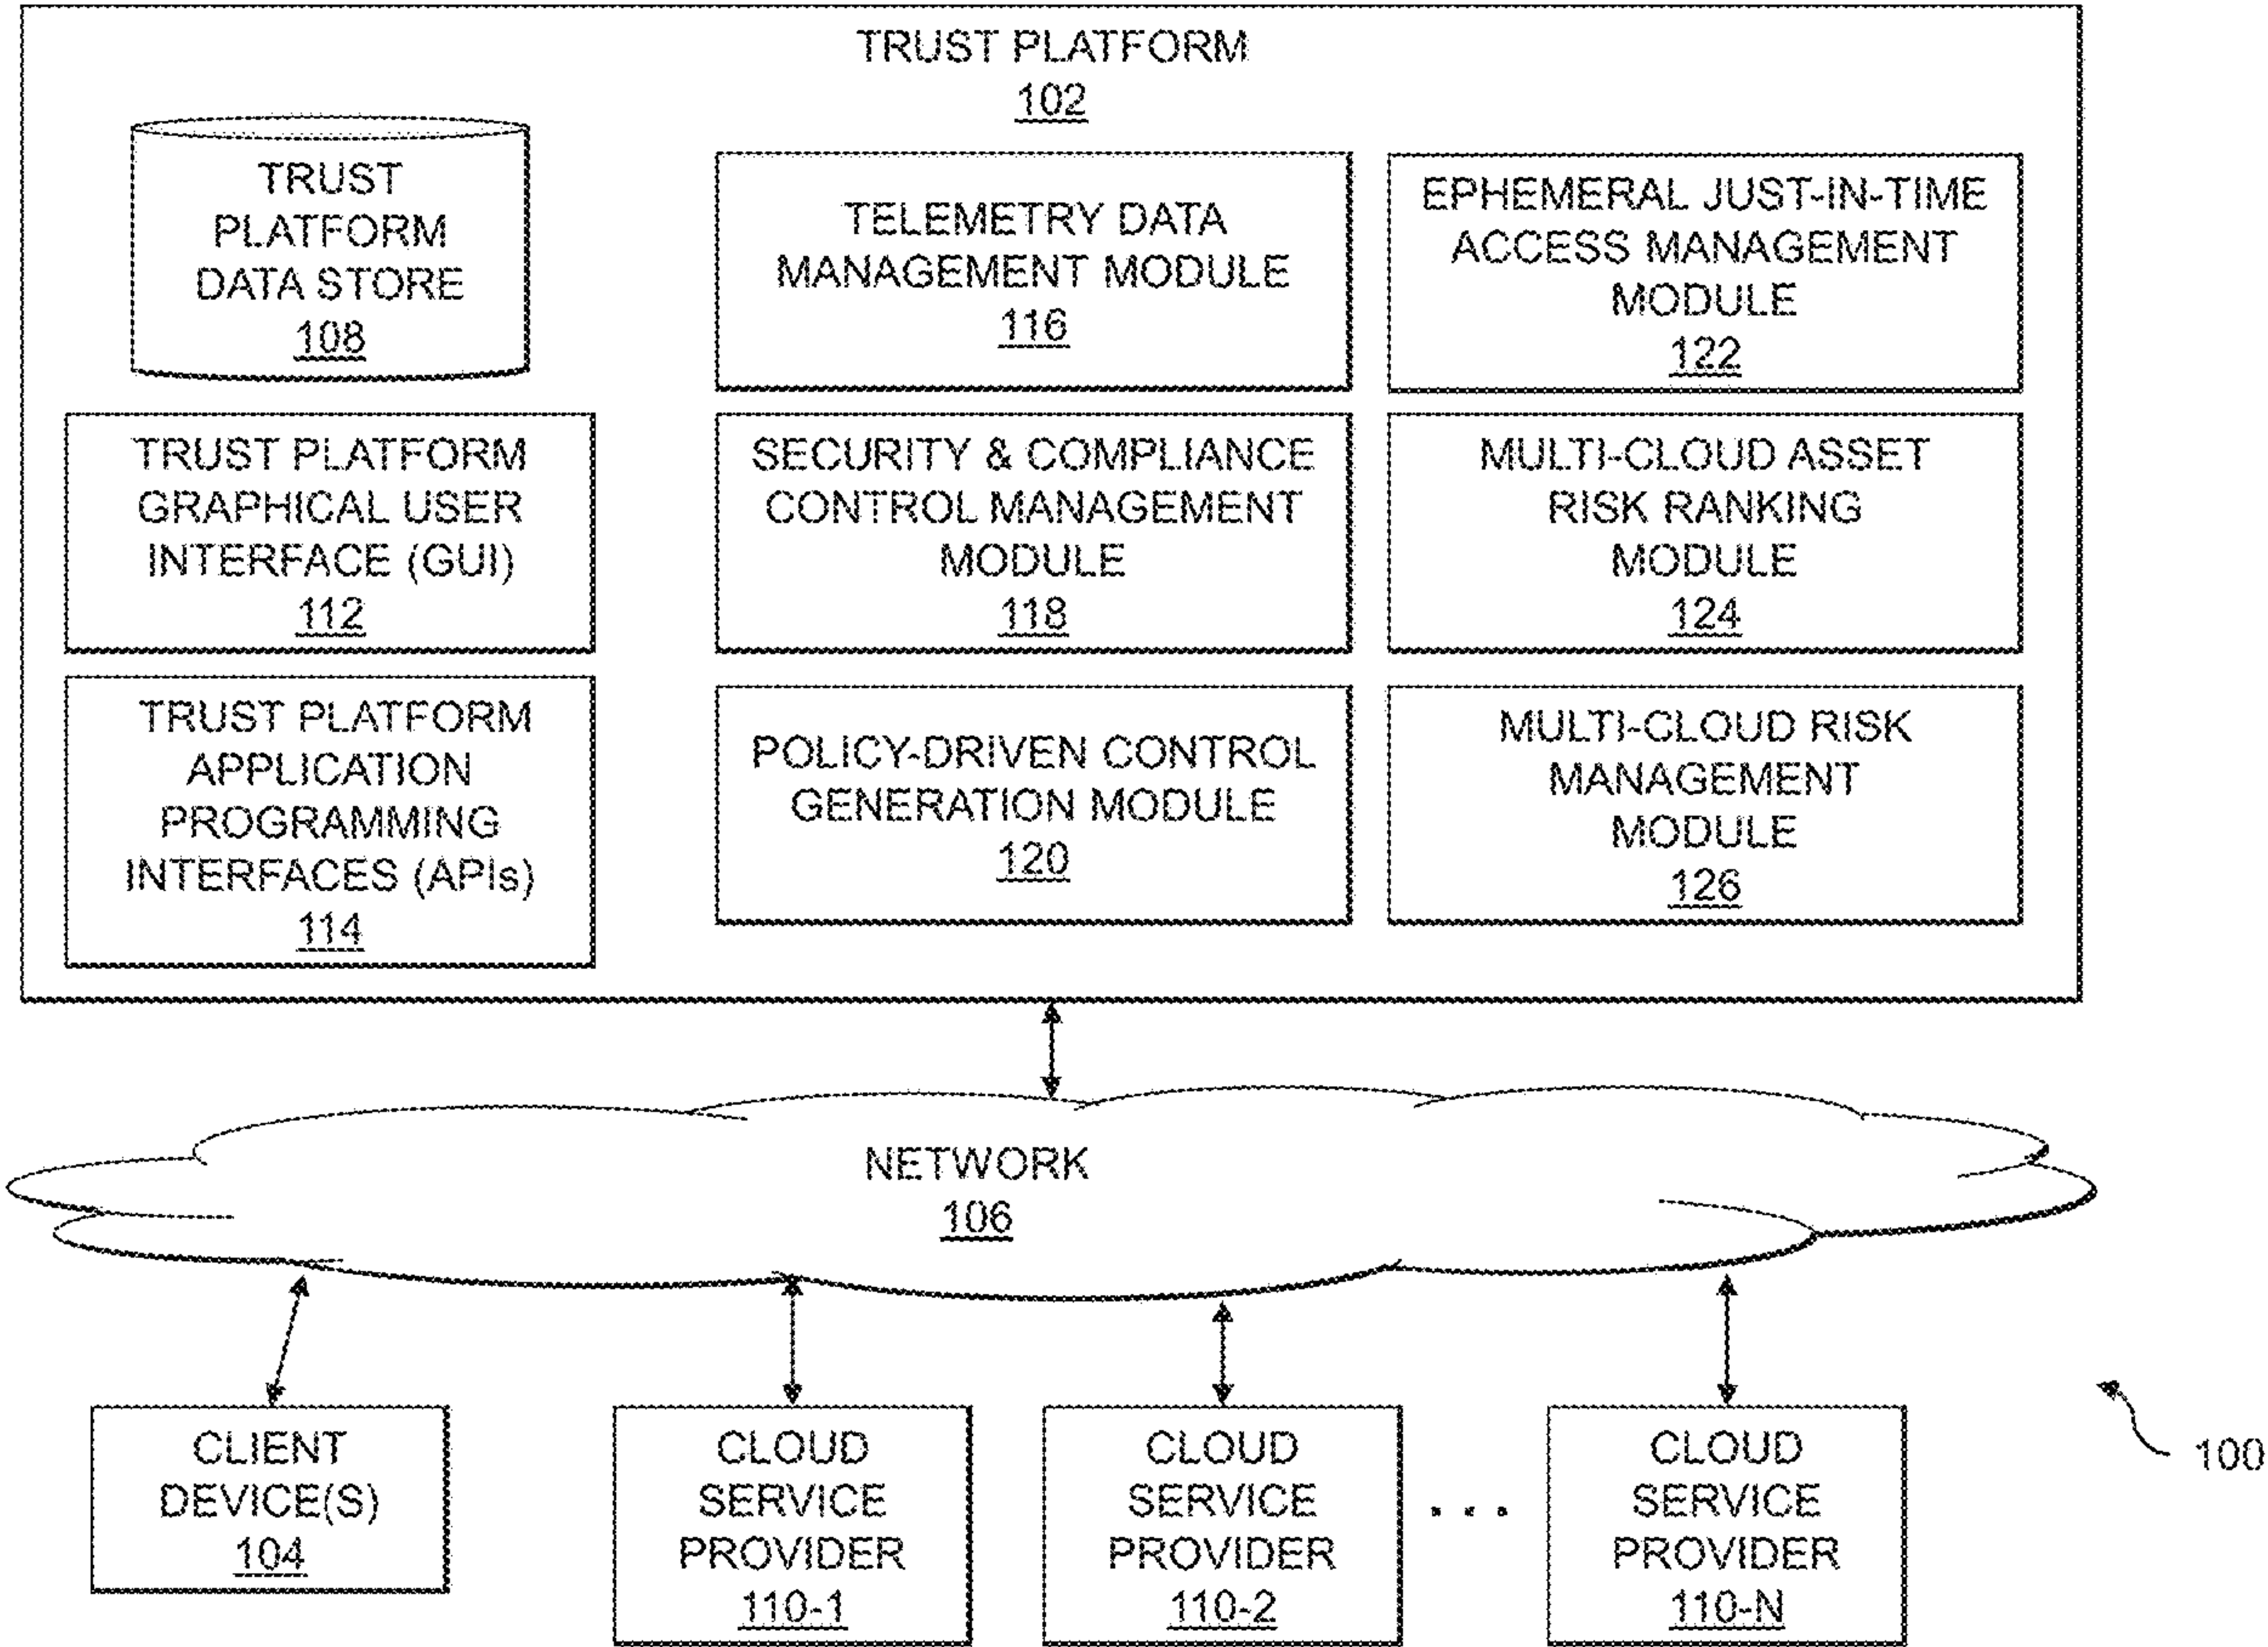 TRUST PLATFORM
102
TRUST
PLATFORM
DATA STORE
108
TELEMETRY DATA
MANAGEMENT MODULE
116
EPHEMERAL JUST-IN-TIME
ACCESS MANAGEMENT
MODULE
122
TRUST PLATFORM
GRAPHICAL USER
INTERFACE (GUI)
112
SECURITY & COMPLIANCE
CONTROL MANAGEMENT
MODULE
118
MULTI-CLOUD ASSET
RISK RANKING
MODULE
124
TRUST PLATFORM
APPLICATION
PROGRAMMING
INTERFACES (APIs)
114
POLICY-DRIVEN CONTROL
GENERATION MODULE
120
MULTI-CLOUD RISK
MANAGEMENT
MODULE
126
NETWORK
106
CLIENT
DEVICE(S)
104
CLOUD
SERVICE
PROVIDER
110-1
CLOUD
SERVICE
PROVIDER
110-2
. . .
CLOUD
SERVICE
PROVIDER
110-N
100